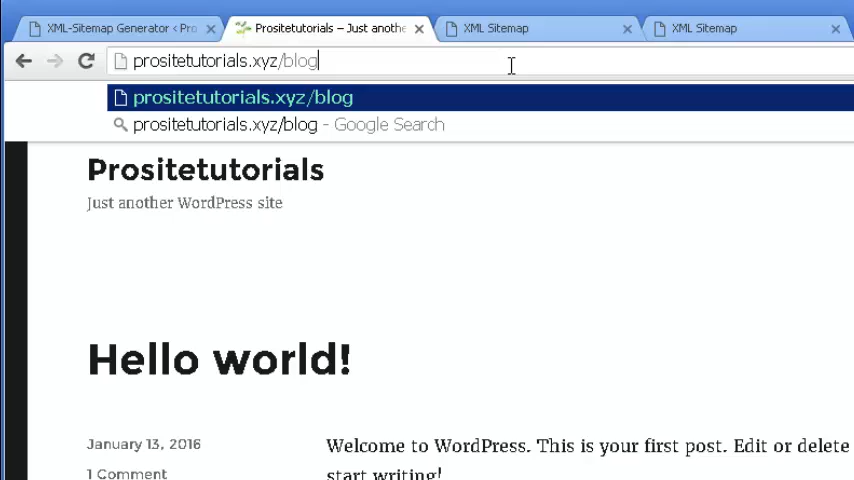 XML-Sitemap Generator ‹ Pro
Prositetutorials – Just anothe
XML Sitemap
XML Sitemap
prositetutorials.xyz/blog
prositetutorials.xyz/blog
prositetutorials.xyz/blog - Google Search
Prositetutorials
Just another WordPress site
Hello world!
January 13, 2016
1 Comment
Welcome to WordPress. This is your first post. Edit or delete
start writing!